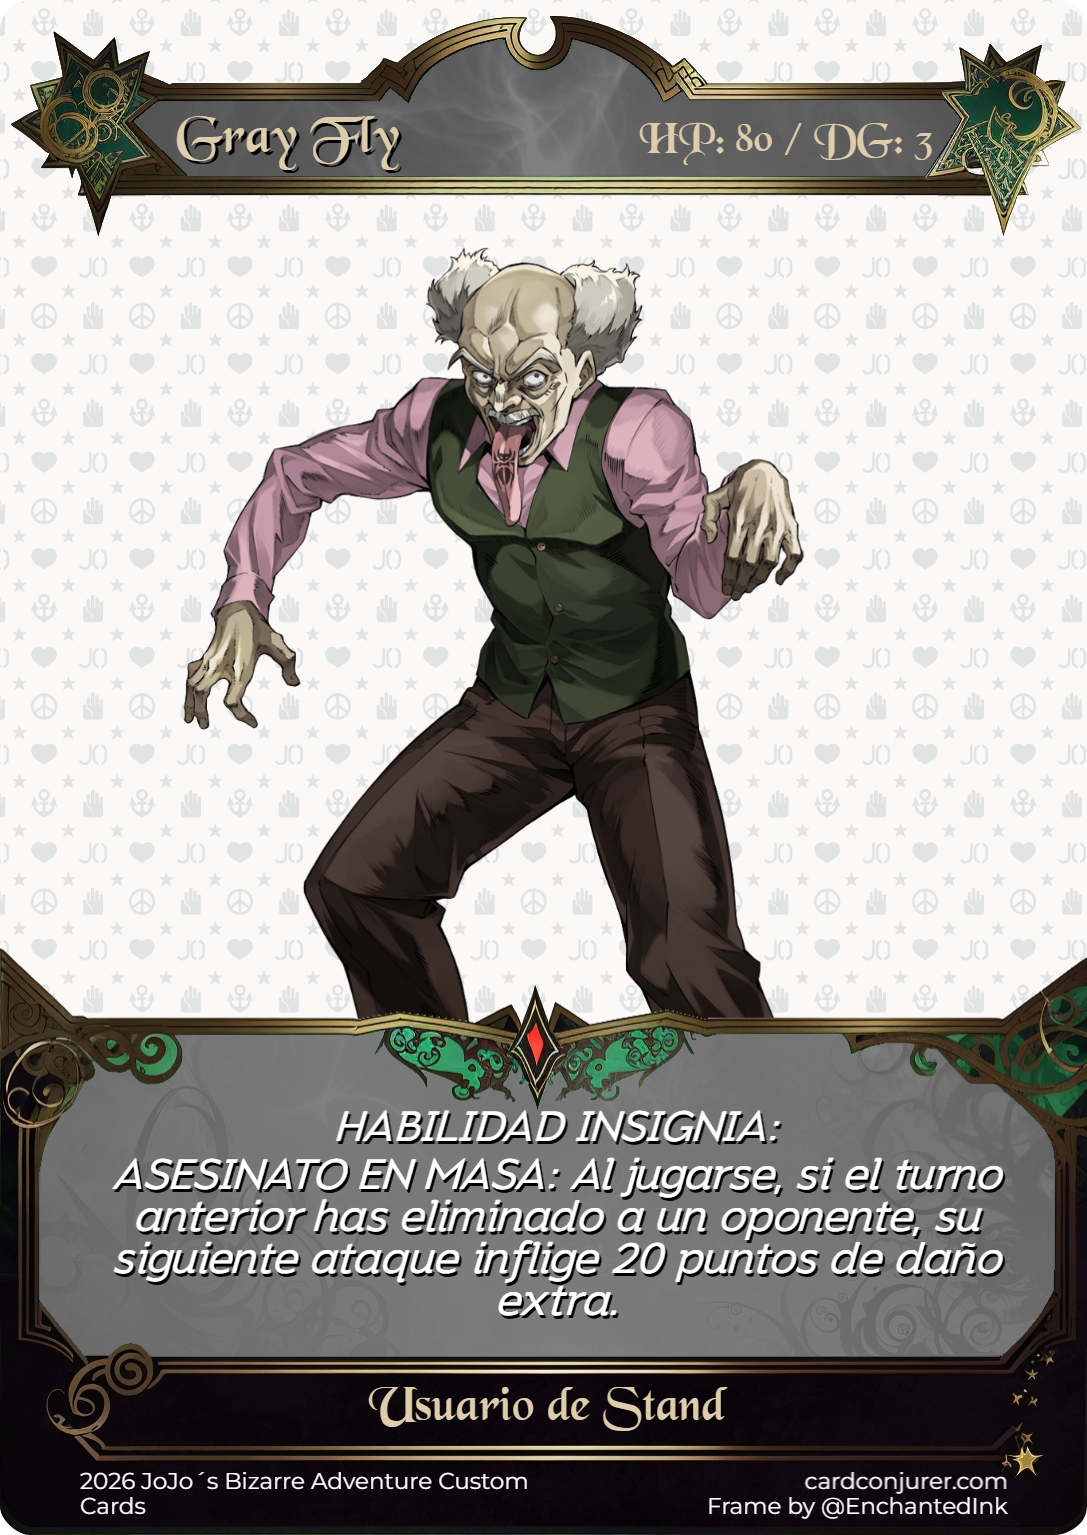 Gray Fly
HP: 80 / DG: 3
HABILIDAD INSIGNIA:
ASESINATO EN MASA: Al jugarse, si el turno
anterior has eliminado a un oponente, su
siguiente ataque inflige 20 puntos de daño
extra.
Usuario de Stand
2026 JoJo´s Bizarre Adventure Custom
Cards
cardconjurer.com
Frame by @EnchantedInk